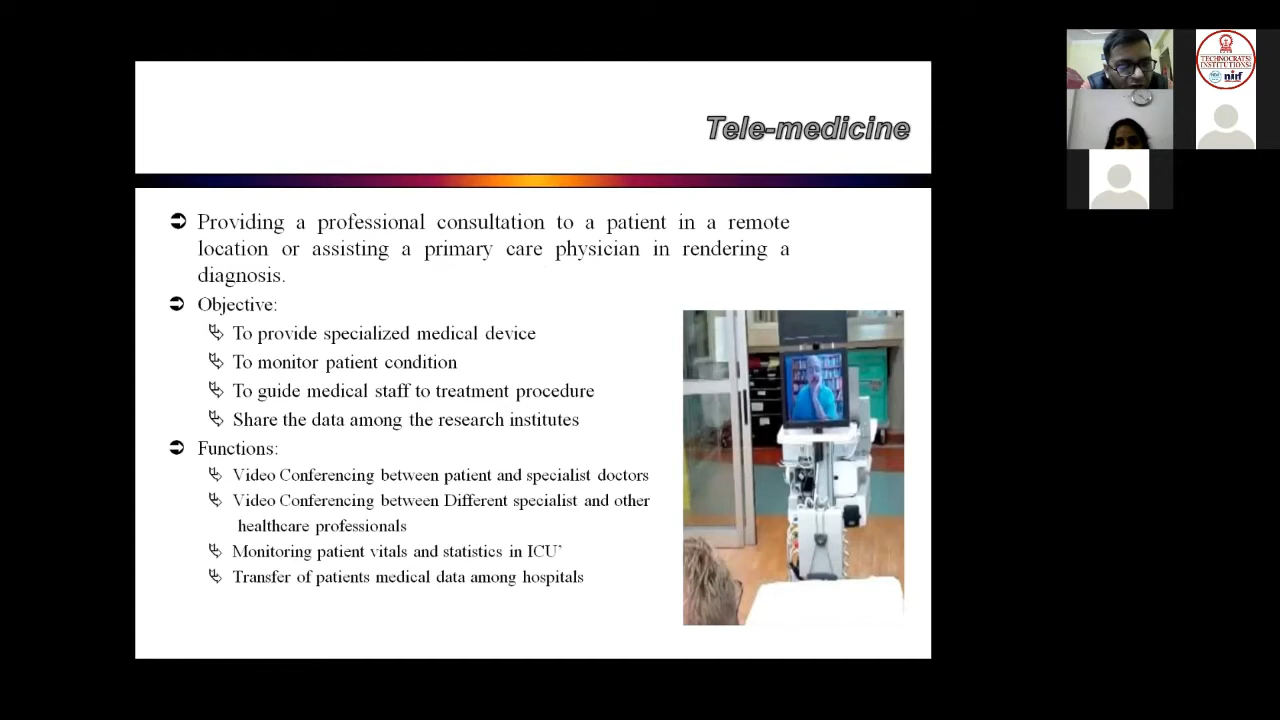 Tele-medicine
Providing a professional consultation to a patient in a remote
location or assisting a primary care physician in rendering a
diagnosis.
Objective:
To provide specialized medical device
To monitor patient condition
To guide medical staff to treatment procedure
Share the data among the research institutes
Functions:
Video Conferencing between patient and specialist doctors
Video Conferencing between Different specialist and other
healthcare professionals
Monitoring patient vitals and statistics in ICU’
Transfer of patients medical data among hospitals
TECHNOCRATS
INSTITUTIONS
nirf